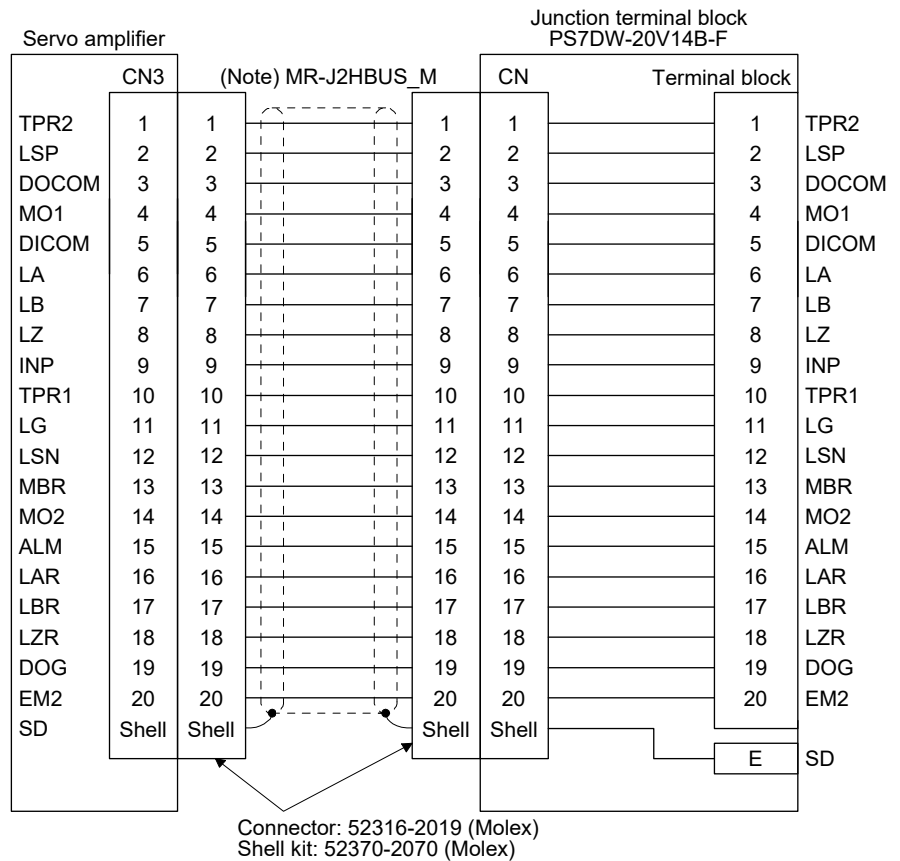 Junction terminal block
Servo amplifier PS7DW-20V14B-F
CN3 (Note) MR-J2HBUS_M CN Terminal block
TPR2 1 1 1 1 1 TPR2
LSP 2 2 2 2 2 LSP
DOCOM 3 3 3 3 3 DOCOM
MO1 4 4 4 4 4 MO1
DICOM 5 5 5 5 5 DICOM
LA 6 6 6 6 6 LA
LB 7 7 7 7 7 LB
LZ 8 8 8 8 8 LZ
INP 9 9 9 9 9 INP
TPR1 10 10 10 10 10 TPR1
LG 11 11 11 11 11 LG
LSN 12 12 12 12 12 LSN
MBR 13 13 13 13 13 MBR
MO2 14 14 14 14 14 MO2
ALM 15 15 15 15 15 ALM
LAR 16 16 16 16 16 LAR
LBR 17 17 17 17 17 LBR
LZR 18 18 18 18 18 LZR
DOG 19 19 19 19 19 DOG
EM2 20 20 20 20 20 EM2
SD Shell Shell Shell Shell
E SD
Connector: 52316-2019 (Molex)
Shell kit: 52370-2070 (Molex)